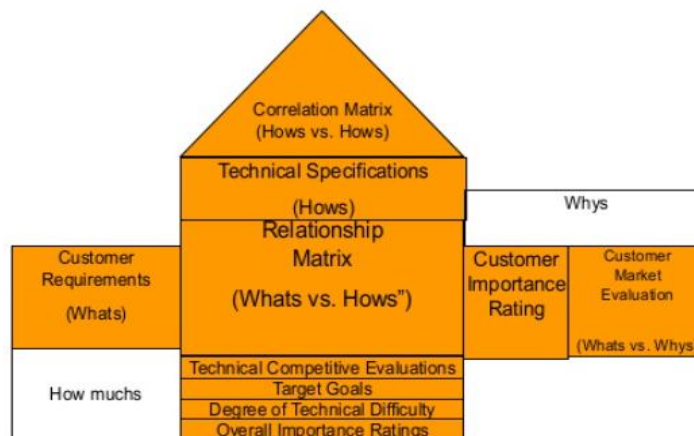 Correlation Matrix
(Hows vs. Hows)
Technical Specifications
(Hows)
Whys
Relationship
Matrix
(Whats vs. Hows”)
Customer
Requirements
(Whats)
Customer
Importance
Rating
Customer
Market
Evaluation
(Whats vs. Whys
How muchs
Technical Competitive Evaluations
Target Goals
Degree of Technical Difficulty
Overall Importance Ratings